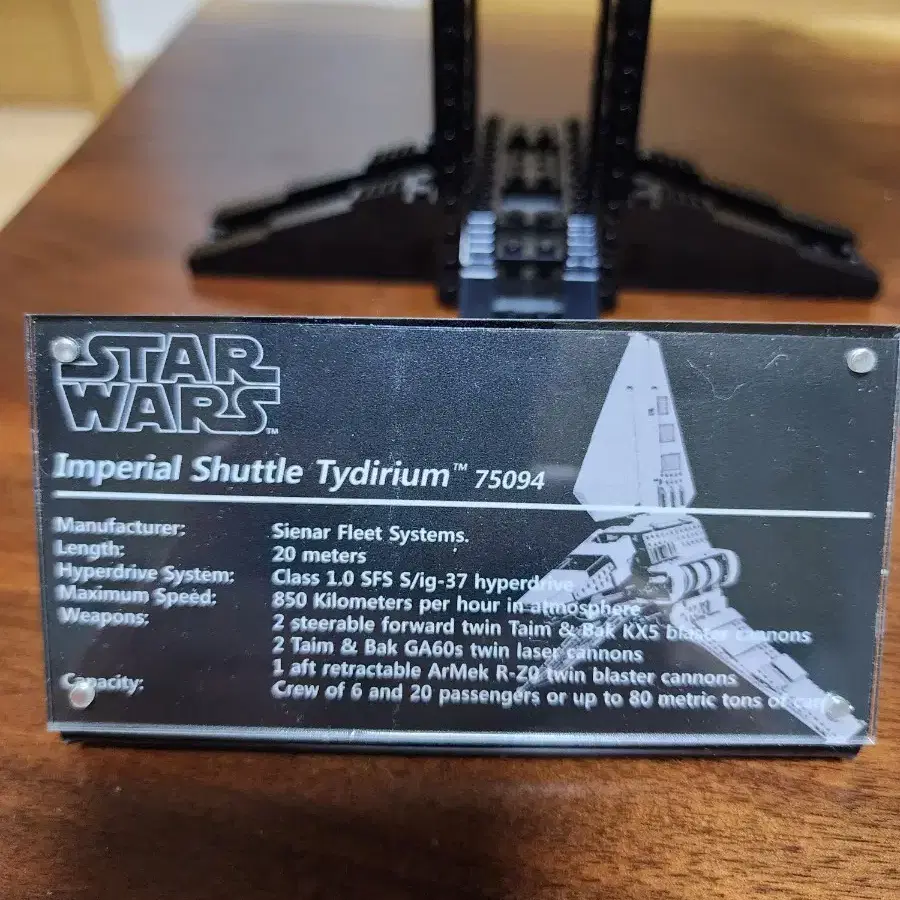 STAR
WARS™
Imperial Shuttle Tydirium™ 75094
Manufacturer: Sienar Fleet Systems.
Length: 20 meters
Hyperdrive System: Class 1.0 SFS S/ig-37 hyperdrive
Maximum Speed: 850 Kilometers per hour in atmosphere
Weapons: 2 steerable forward twin Taim & Bak KX5 blaster cannons
2 Taim & Bak GA60s twin laser cannons
1 aft retractable ArMek R-Z0 twin blaster cannons
Capacity: Crew of 6 and 20 passengers or up to 80 metric tons of